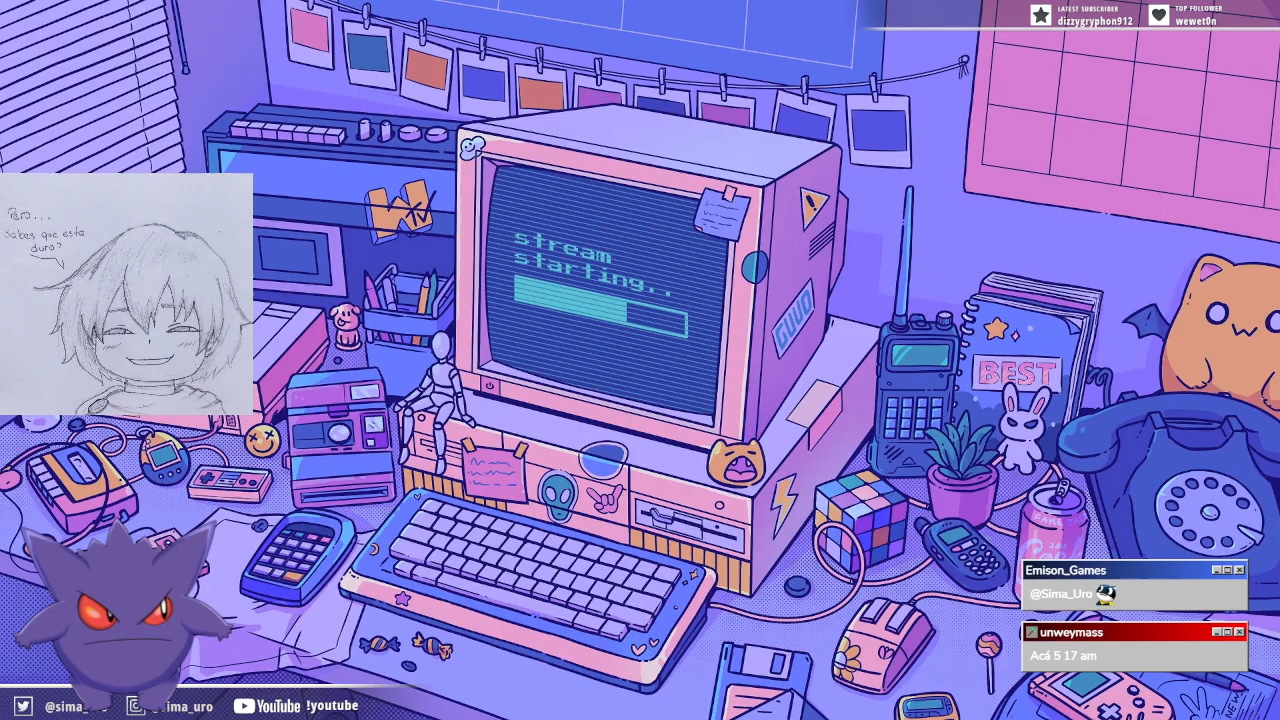 LATEST SUBSCRIBER
dizzygryphon912
TOP FOLLOWER
wewet0n
Pero...
Sabes que esta
duro?
stream
starting..
GUUO
BEST
Emison_Games
@Sima_Uro
unweymass
Acá 5 17 am
YouTube !youtube